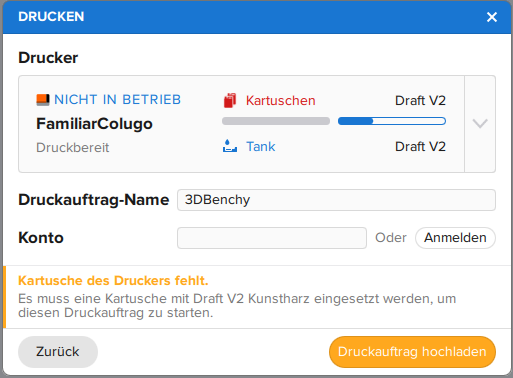 DRUCKEN
Drucker
NICHT IN BETRIEB
FamiliarColugo
Druckbereit
Kartuschen Draft V2
Tank Draft V2
Druckauftrag-Name 3DBenchy
Konto Oder Anmelden
Kartusche des Druckers fehlt.
Es muss eine Kartusche mit Draft V2 Kunstharz eingesetzt werden, um
diesen Druckauftrag zu starten.
Zurück Druckauftrag hochladen